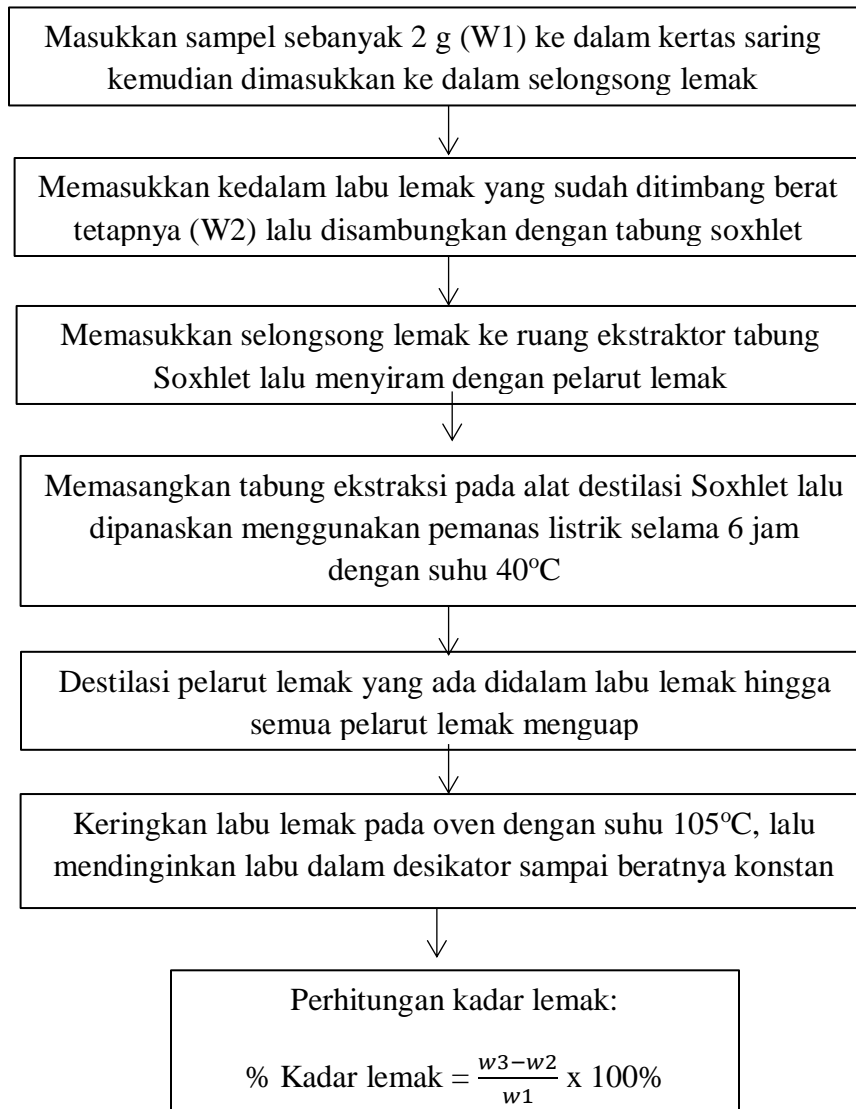 Masukkan sampel sebanyak 2 g (W1) ke dalam kertas saring
kemudian dimasukkan ke dalam selongsong lemak
Memasukkan kedalam labu lemak yang sudah ditimbang berat
tetapnya (W2) lalu disambungkan dengan tabung soxhlet
Memasukkan selongsong lemak ke ruang ekstraktor tabung
Soxhlet lalu menyiram dengan pelarut lemak
Memasangkan tabung ekstraksi pada alat destilasi Soxhlet lalu
dipanaskan menggunakan pemanas listrik selama 6 jam
dengan suhu 40°C
Destilasi pelarut lemak yang ada didalam labu lemak hingga
semua pelarut lemak menguap
Keringkan labu lemak pada oven dengan suhu 105°C, lalu
mendinginkan labu dalam desikator sampai beratnya konstan
Perhitungan kadar lemak:
% Kadar lemak = \frac{w3-w2}{w1} x 100%